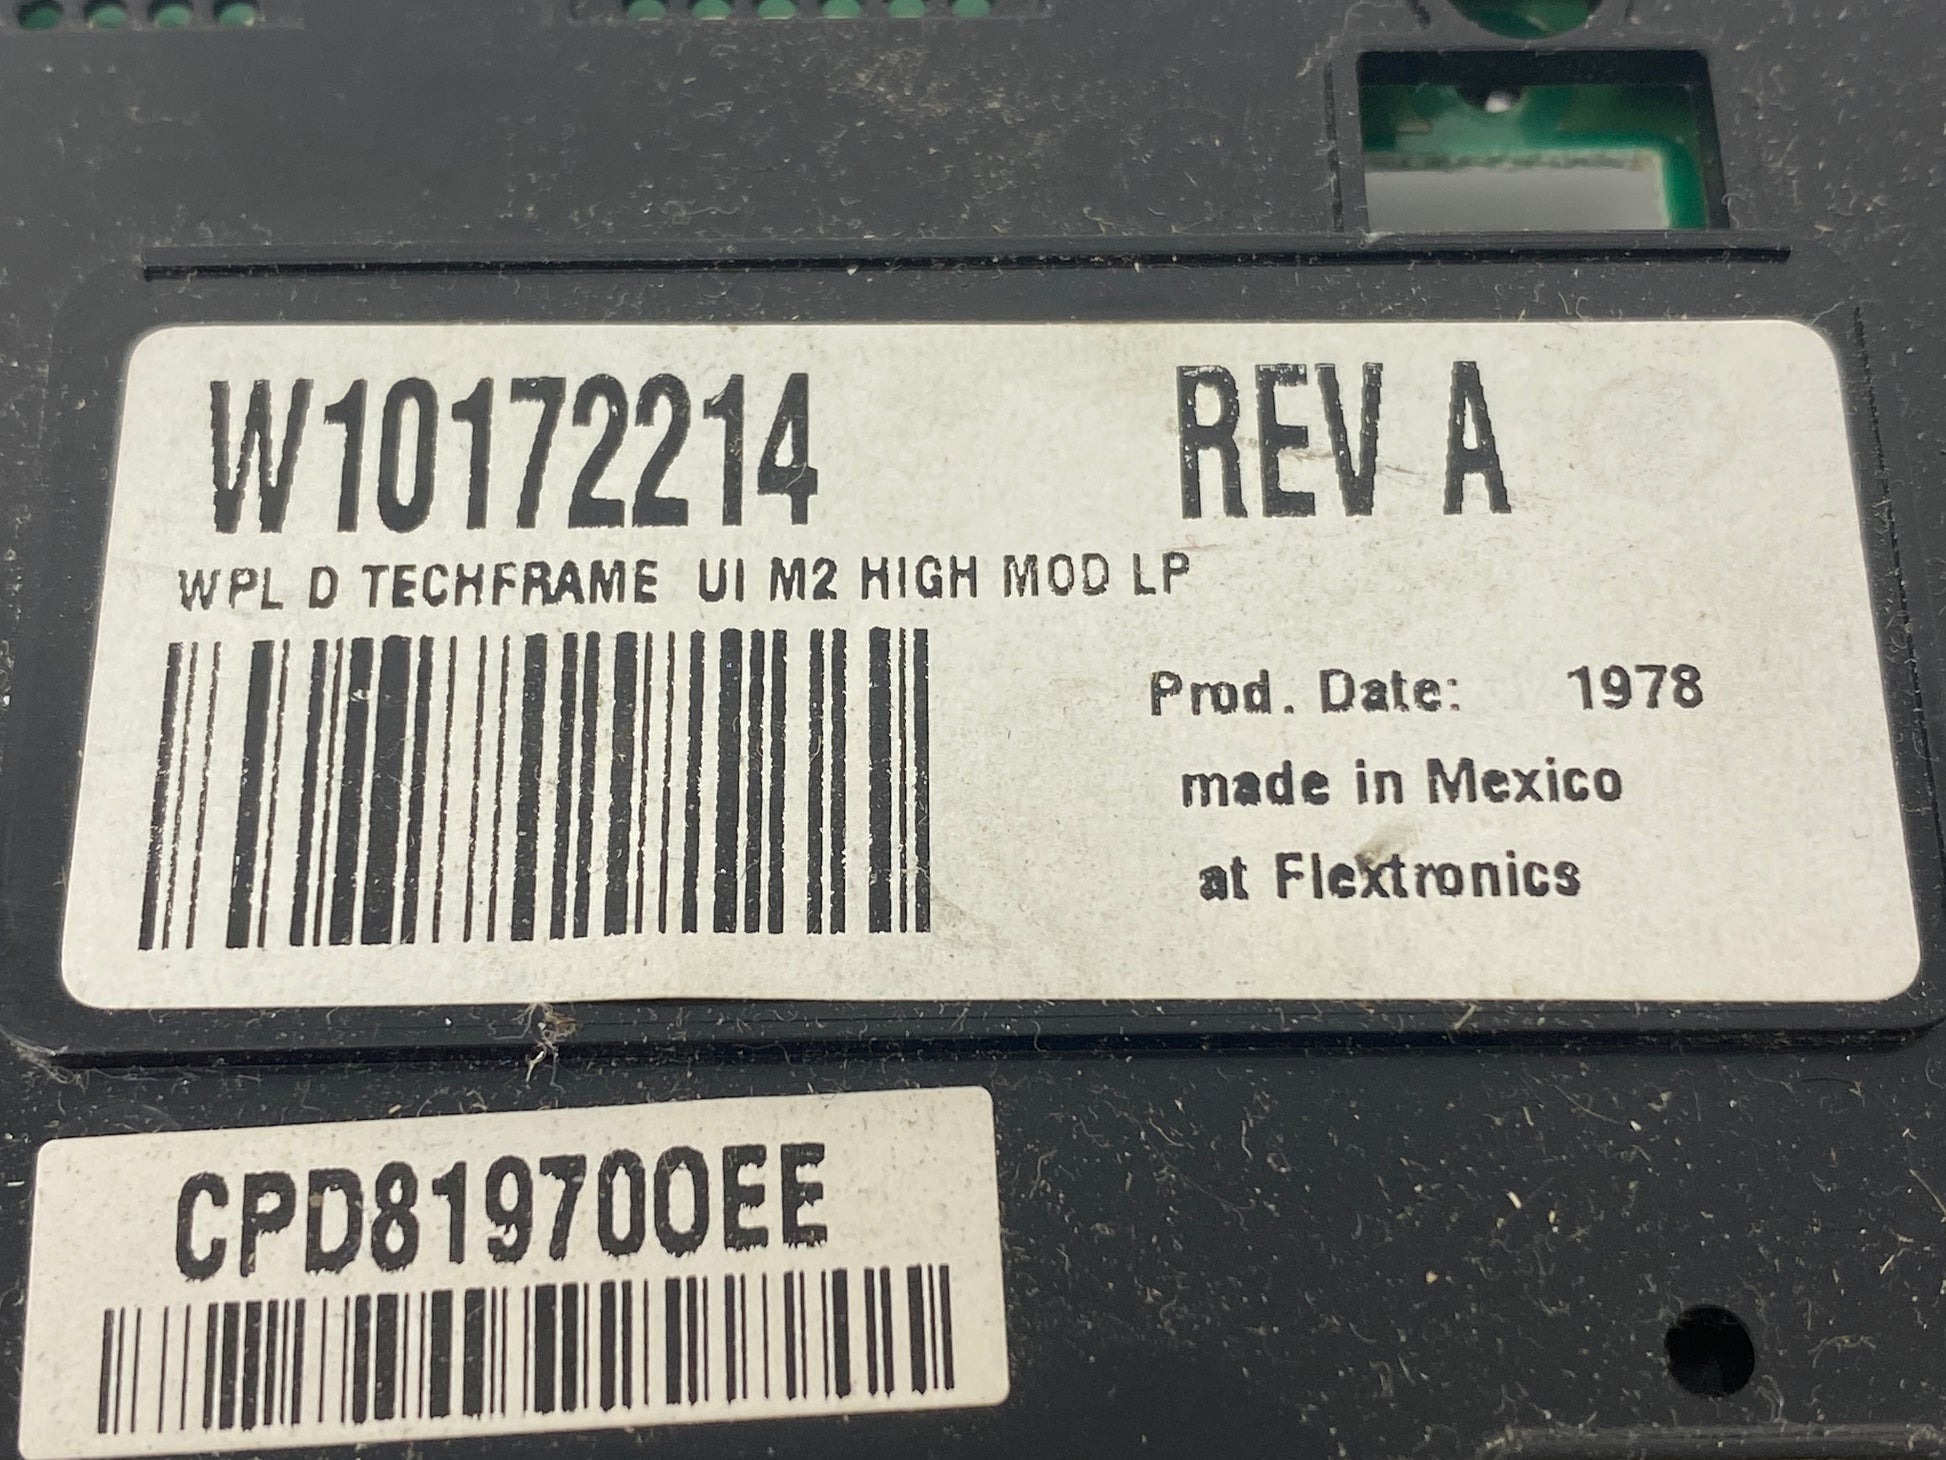 W10172214 REV A
WPL D TECHFRAME UI M2 HIGH MOD LP
Prod. Date: 1978
made in Mexico
at Flextronics
CPD819700EE